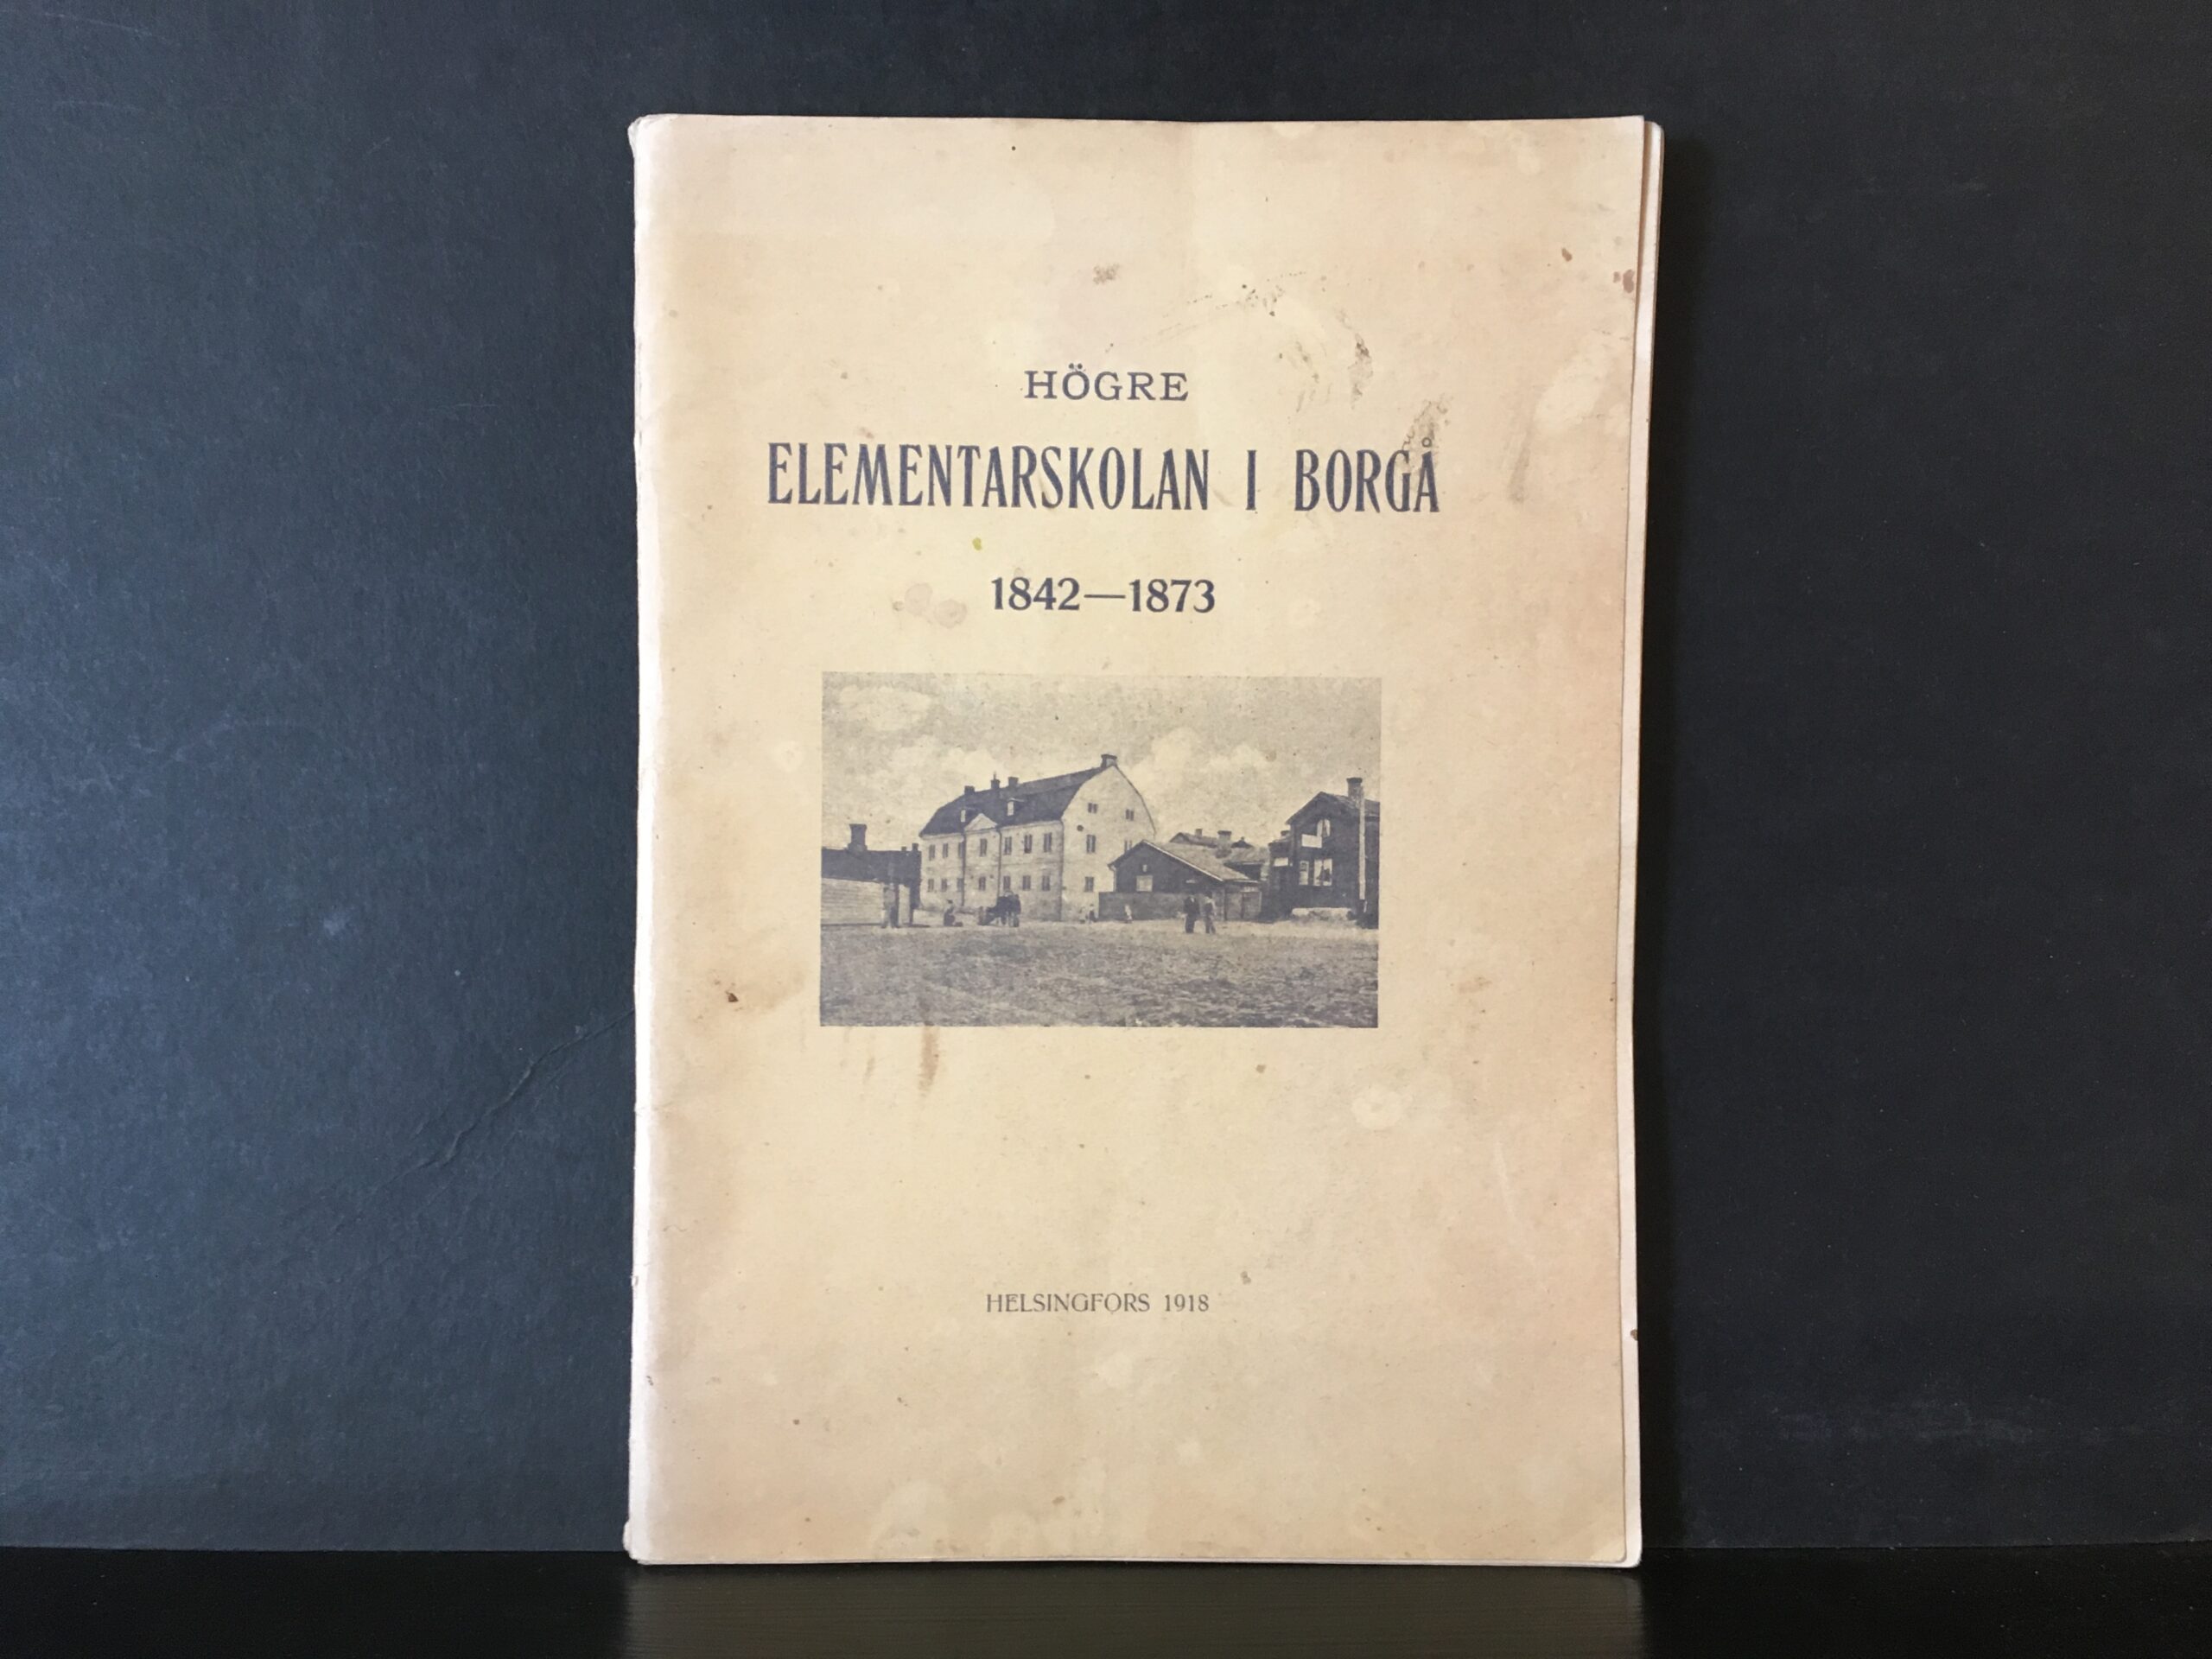 HÖGRE
ELEMENTARSKOLAN I BORGÅ
1842—1873
HELSINGFORS 1918